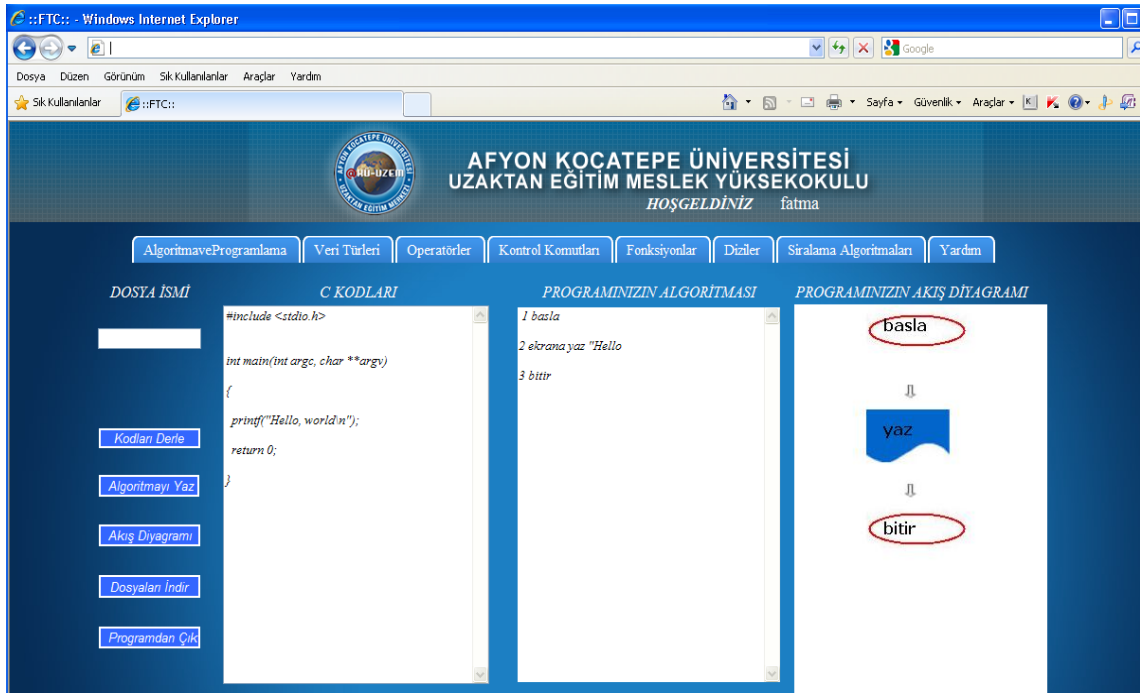 ::FTC:: - Windows Internet Explorer
Google
Dosya Düzen Görünüm Sık Kullanılanlar Araçlar Yardım
Sık Kullanılanlar ::FTC:: Sayfa Güvenlik Araçlar
AFYON KOCATEPE ÜNİVERSİTESİ
UZAKTAN EĞİTİM MESLEK YÜKSEKOKULU
HOŞGELDİNİZ fatma
AlgoritmaveProgramlama Veri Türleri Operatörler Kontrol Komutları Fonksiyonlar Diziler Siralama Algoritmaları Yardım
DOSYA İSMİ
Kodları Derle
Algoritmayı Yaz
Akış Diyagramı
Dosyaları İndir
Programdan Çık
C KODLARI
#include <stdio.h>
int main(int argc, char **argv)
{
printf("Hello, world\n");
return 0;
}
PROGRAMINIZIN ALGORİTMASI
1 basla
2 ekrana yaz "Hello
3 bitir
PROGRAMINIZIN AKIŞ DİYAGRAMI
basla
yaz
bitir